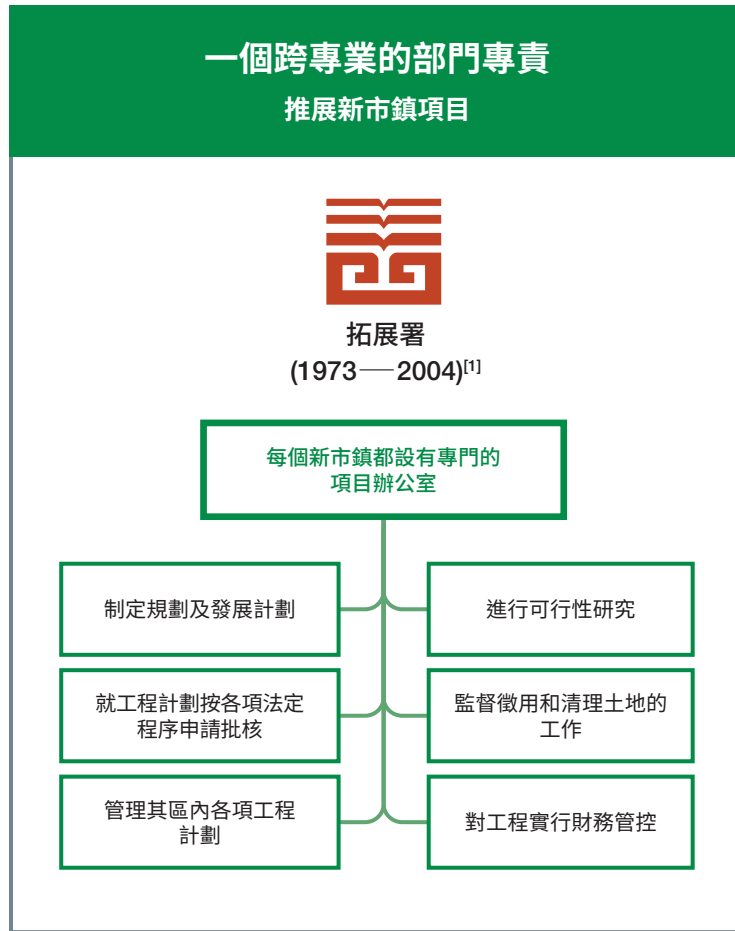 一個跨專業的部門專責
推展新市鎮項目
拓展署
(1973——2004)[1]
每個新市鎮都設有專門的
項目辦公室
制定規劃及發展計劃
進行可行性研究
就工程計劃按各項法定
程序申請批核
監督徵用和清理土地的
工作
管理其區內各項工程
計劃
對工程實行財務管控